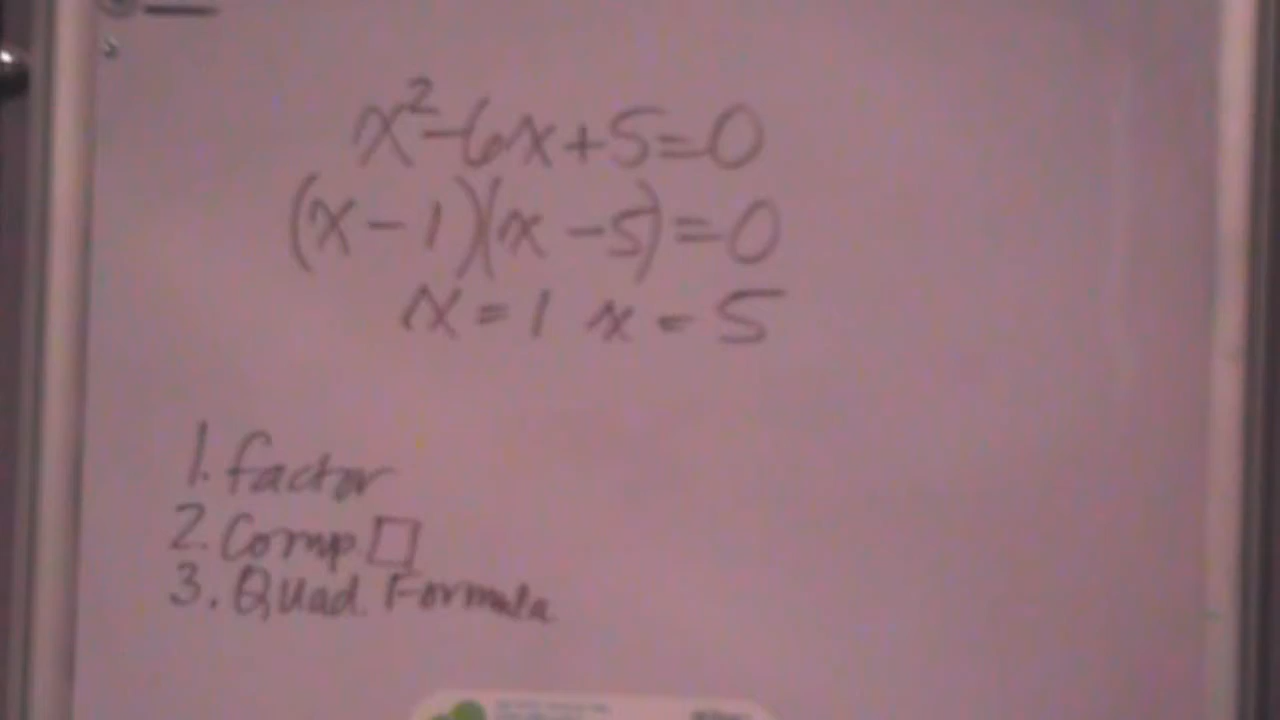 x²-6x+5=0
(x-1)(x-5)=0
x=1 x=5
1. factor
2. Comp. □
3. Quad. Formula